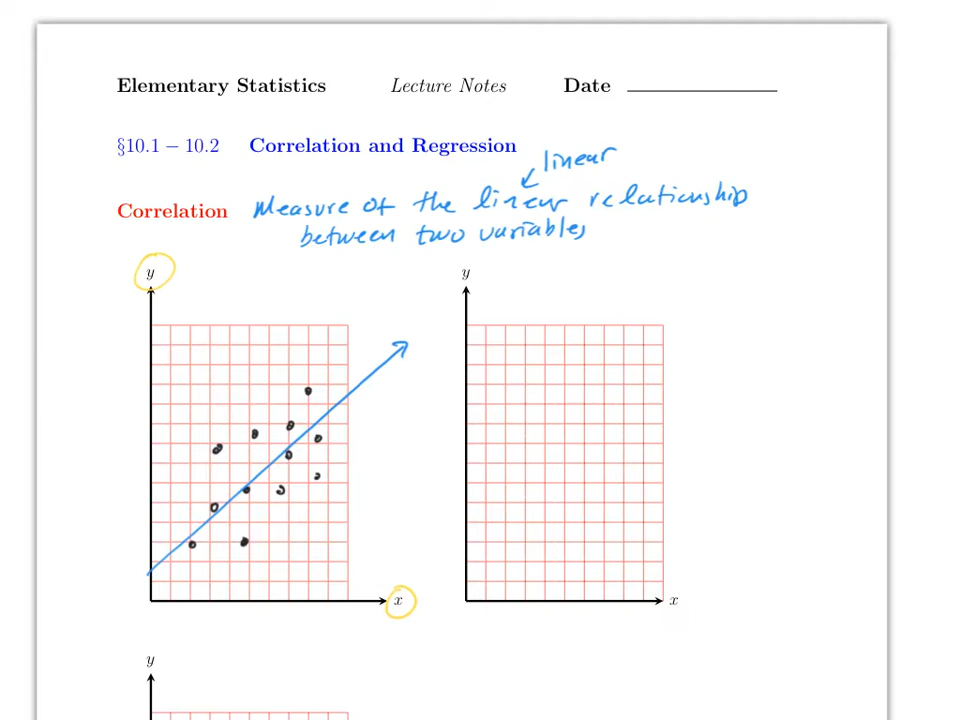 Elementary Statistics Lecture Notes Date
§10.1 – 10.2 Correlation and Regression
linear
Correlation Measure of the linear relationship
between two variables
y y
x x
y